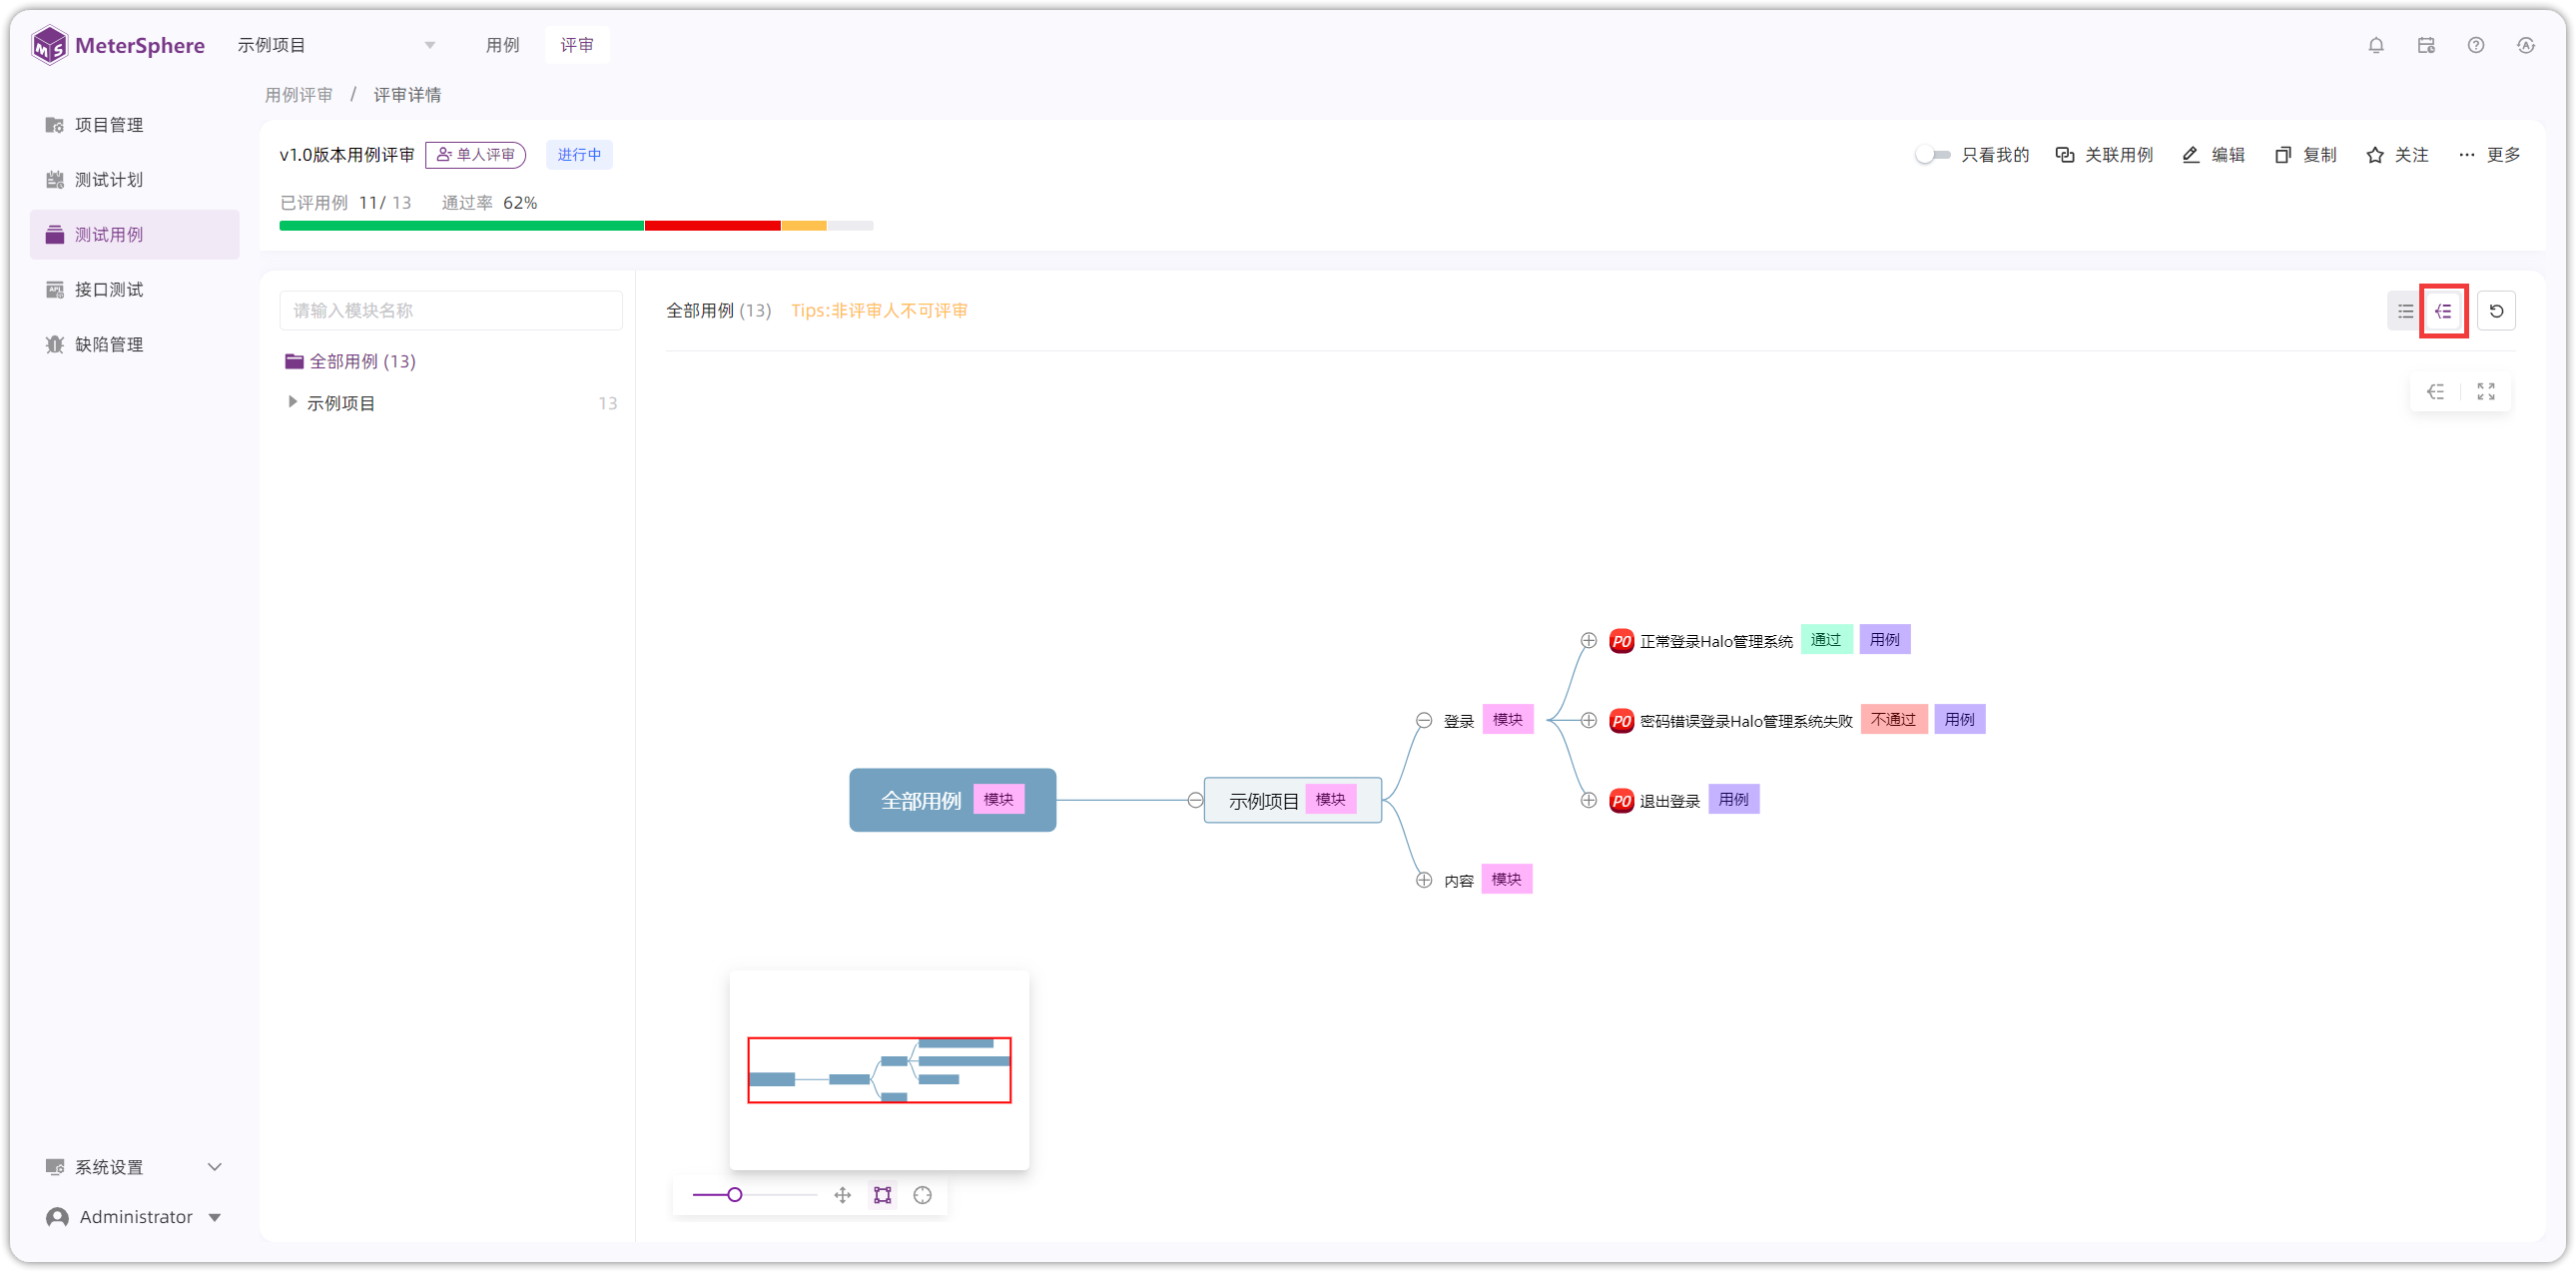 MeterSphere 示例项目 用例 评审
用例评审 / 评审详情
项目管理
测试计划
测试用例
接口测试
缺陷管理
系统设置
Administrator
v1.0版本用例评审 单人评审 进行中
只看我的 关联用例 编辑 复制 关注 更多
已评用例 11/ 13 通过率 62%
请输入模块名称
全部用例 (13)
示例项目 13
全部用例 (13) Tips:非评审人不可评审
P0 正常登录Halo管理系统 通过 用例
登录 模块
P0 密码错误登录Halo管理系统失败 不通过 用例
全部用例 模块
示例项目 模块
P0 退出登录 用例
内容 模块